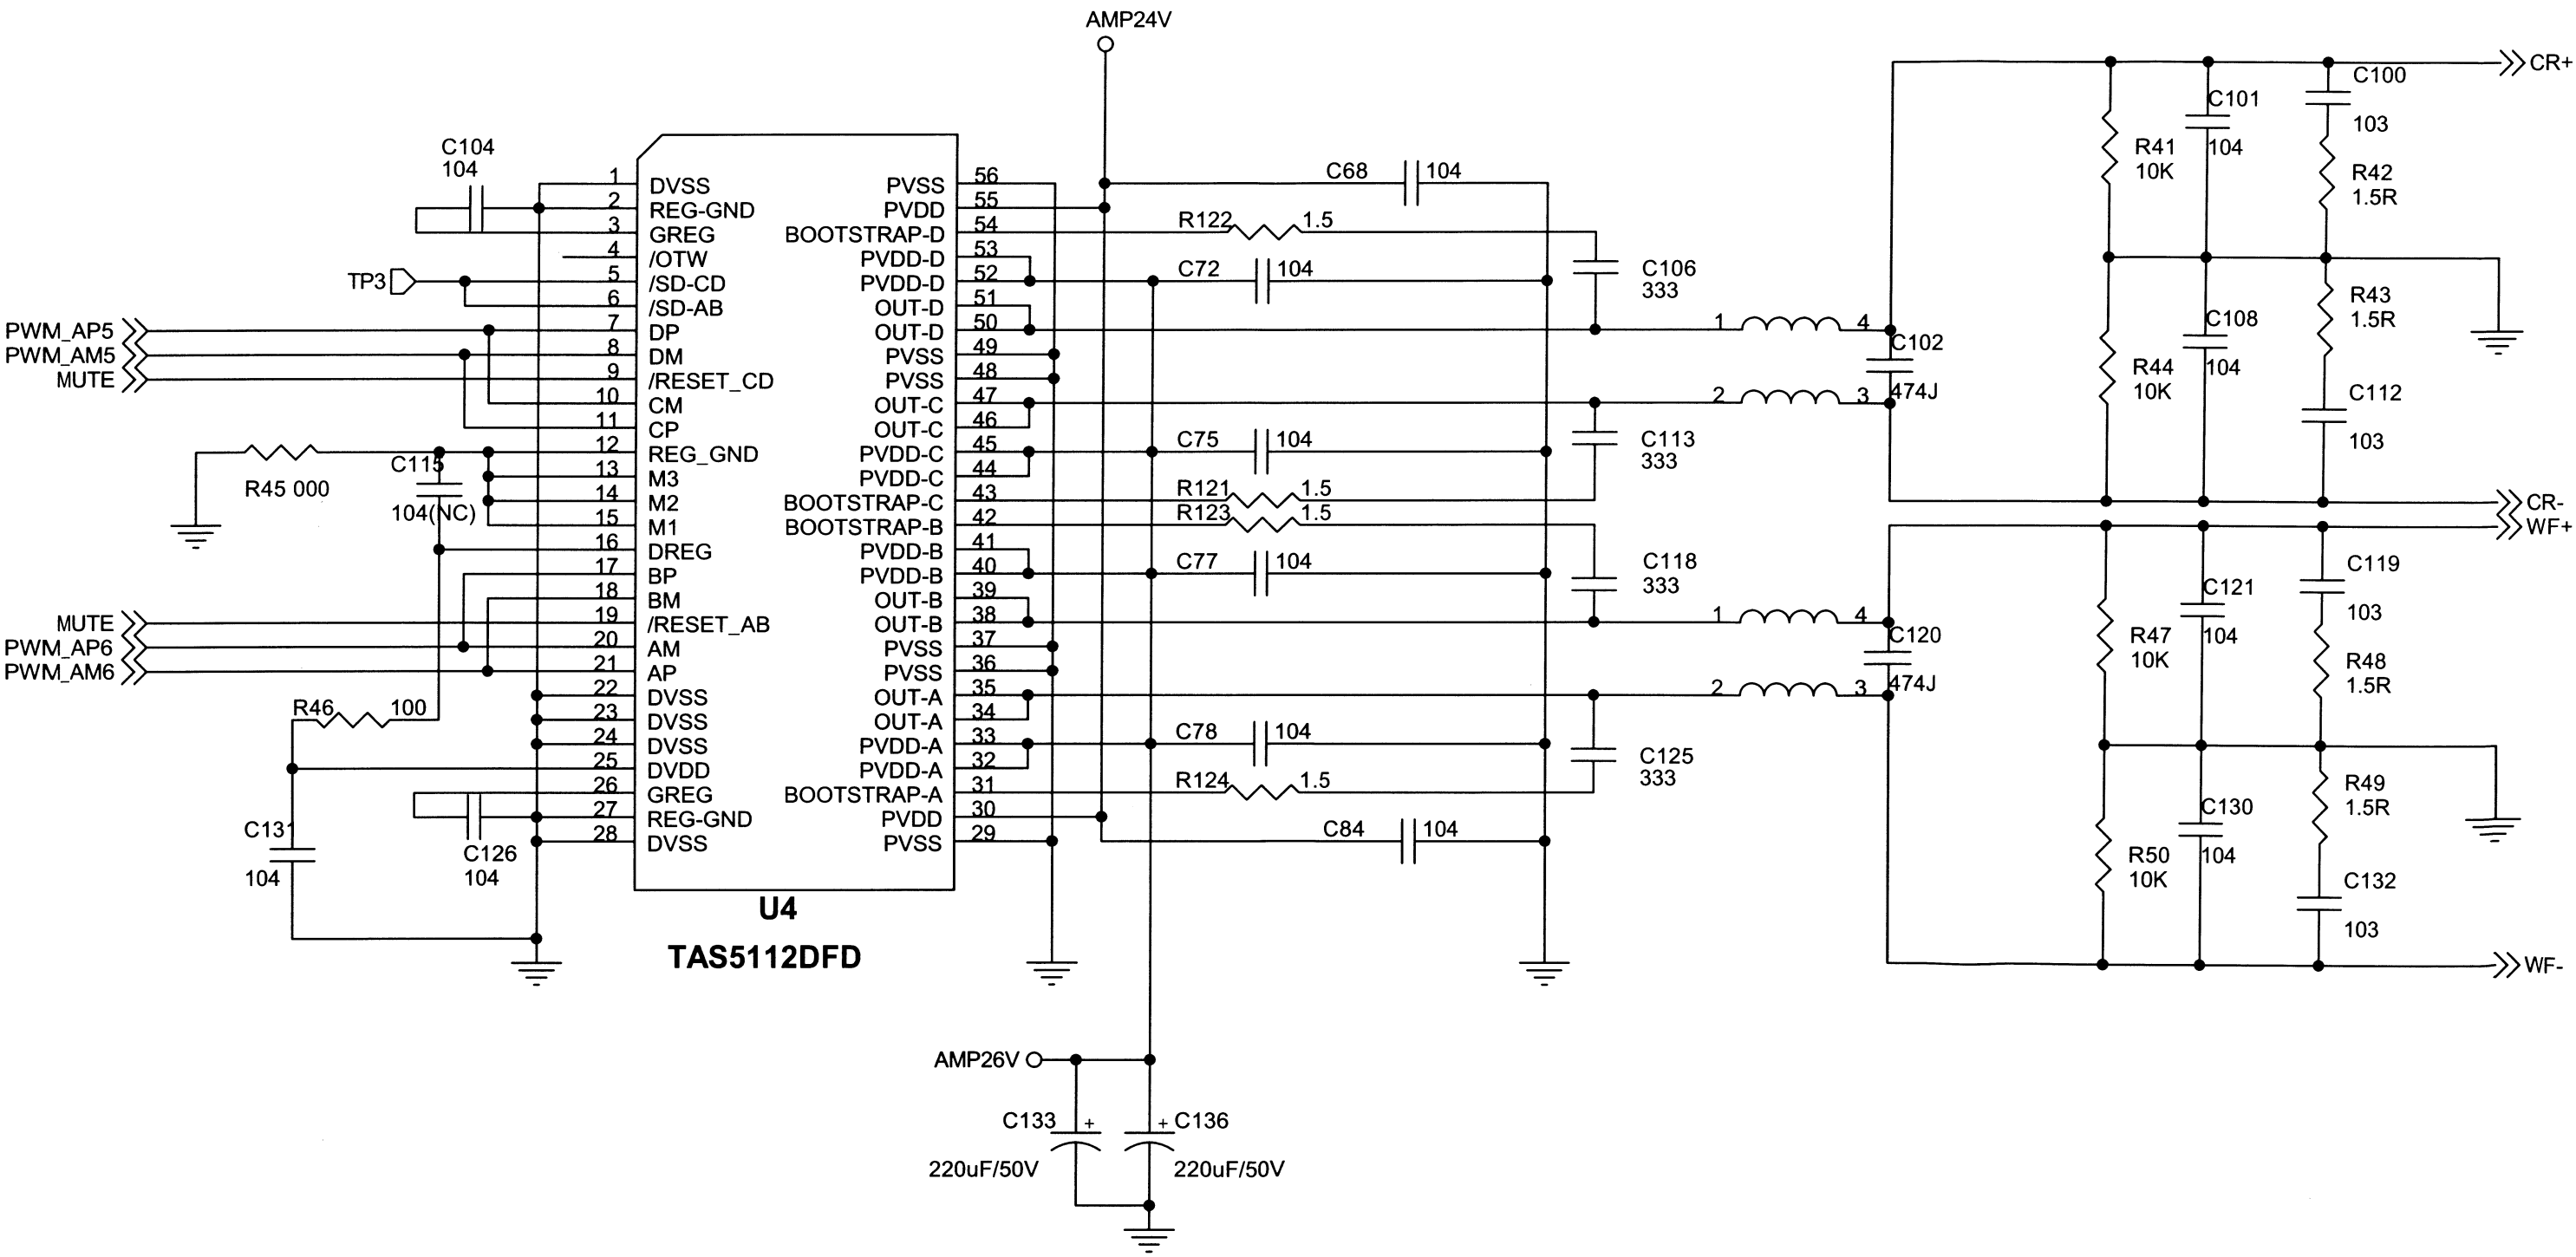 AMP24V
C104
104
C68 104
R122 1.5
C72 104
C106
333
TP3
PWM_AP5
PWM_AM5
MUTE
1 DVSS
2 REG-GND
3 GREG
4 /OTW
5 /SD-CD
6 /SD-AB
7 DP
8 DM
9 /RESET_CD
10 CM
11 CP
12 REG_GND
13 M3
14 M2
15 M1
16 DREG
17 BP
18 BM
19 /RESET_AB
20 AM
21 AP
22 DVSS
23 DVSS
24 DVSS
25 DVDD
26 GREG
27 REG-GND
28 DVSS
PVSS 56
PVDD 55
BOOTSTRAP-D 54
PVDD-D 53
PVDD-D 52
OUT-D 51
OUT-D 50
PVSS 49
PVSS 48
OUT-C 47
OUT-C 46
PVDD-C 45
PVDD-C 44
BOOTSTRAP-C 43
BOOTSTRAP-B 42
PVDD-B 41
PVDD-B 40
OUT-B 39
OUT-B 38
PVSS 37
PVSS 36
OUT-A 35
OUT-A 34
PVDD-A 33
PVDD-A 32
BOOTSTRAP-A 31
PVDD 30
PVSS 29
U4
TAS5112DFD
R45 000
C115
104(NC)
MUTE
PWM_AP6
PWM_AM6
R46 100
C131
104
C126
104
C75 104
C113
333
R121 1.5
R123 1.5
C77 104
C118
333
C78 104
C125
333
R124 1.5
C84 104
1 4
2 3
C102
474J
1 4
2 3
C120
474J
CR+
C100
103
C101
104
R41
10K
R42
1.5R
R43
1.5R
C108
104
R44
10K
C112
103
CR-
WF+
C119
103
C121
104
R47
10K
R48
1.5R
R49
1.5R
C130
104
R50
10K
C132
103
WF-
AMP26V
C133 +
220uF/50V
+ C136
220uF/50V